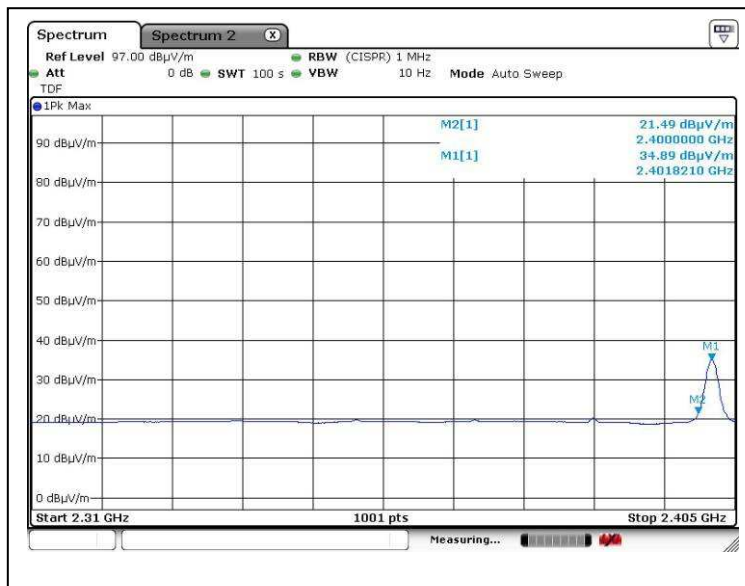 Spectrum Spectrum 2 X
Ref Level 97.00 dBµV/m RBW (CISPR) 1 MHz
Att 0 dB SWT 100 s VBW 10 Hz Mode Auto Sweep
TDF
1Pk Max
M2[1] 21.49 dBµV/m
2.4000000 GHz
M1[1] 34.89 dBµV/m
2.4018210 GHz
90 dBµV/m
80 dBµV/m
70 dBµV/m
60 dBµV/m
50 dBµV/m
40 dBµV/m
M1
30 dBµV/m
M2
20 dBµV/m
10 dBµV/m
0 dBµV/m
Start 2.31 GHz 1001 pts Stop 2.405 GHz
Measuring...